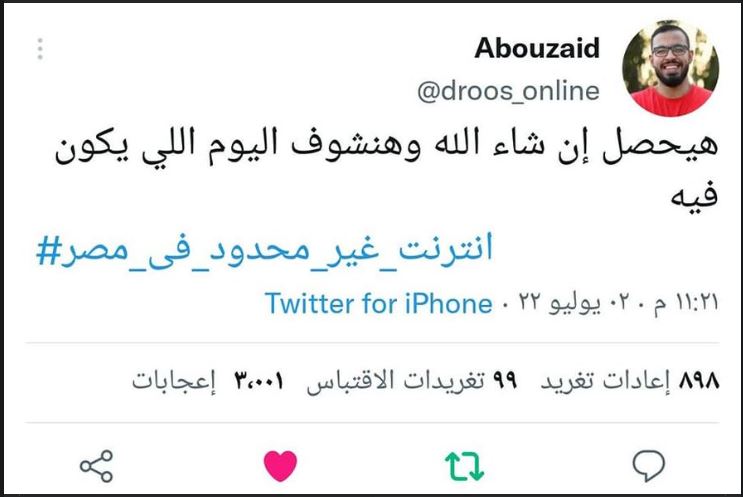 Abouzaid
@droos_online
هيحصل إن شاء الله وهنشوف اليوم اللي يكون
فيه
#انترنت_غير_محدود_فى_مصر
١١:٢١ م · ٠٢ يوليو ٢٢ · Twitter for iPhone
٨٩٨ إعادات تغريد ٩٩ تغريدات الاقتباس ٣،٠٠١ إعجابات